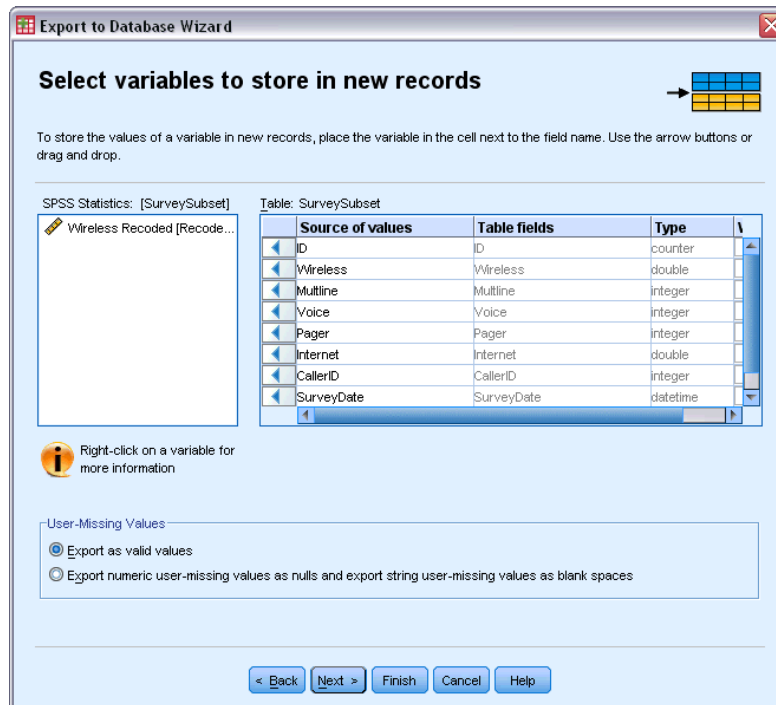 Export to Database Wizard
Select variables to store in new records
To store the values of a variable in new records, place the variable in the cell next to the field name. Use the arrow buttons or
drag and drop.
SPSS Statistics: [SurveySubset]
Table: SurveySubset
Wireless Recoded [Recode...
Source of values Table fields Type
ID ID counter
Wireless Wireless double
Multline Multline integer
Voice Voice integer
Pager Pager integer
Internet Internet double
CallerID CallerID integer
SurveyDate SurveyDate datetime
Right-click on a variable for
more information
User-Missing Values
Export as valid values
Export numeric user-missing values as nulls and export string user-missing values as blank spaces
< Back Next > Finish Cancel Help